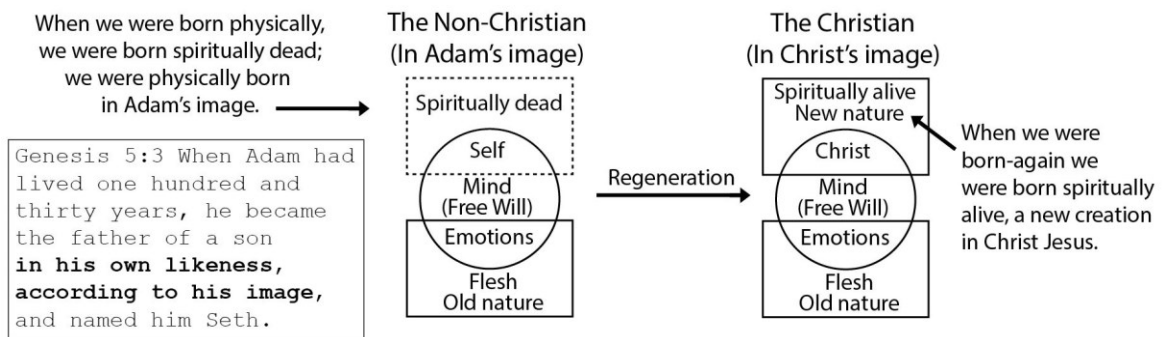 When we were born physically,
we were born spiritually dead;
we were physically born
in Adam's image.
Genesis 5:3 When Adam had
lived one hundred and
thirty years, he became
the father of a son
in his own likeness,
according to his image,
and named him Seth.
The Non-Christian
(In Adam's image)
Spiritually dead
Self
Mind
(Free Will)
Emotions
Flesh
Old nature
Regeneration
The Christian
(In Christ's image)
Spiritually alive
New nature
Christ
Mind
(Free Will)
Emotions
Flesh
Old nature
When we were
born-again we
were born spiritually
alive, a new creation
in Christ Jesus.